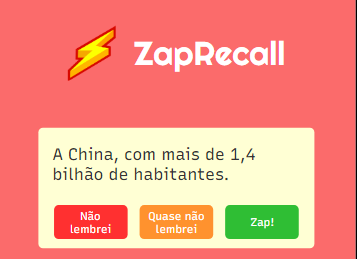 ZapRecall
A China, com mais de 1,4
bilhão de habitantes.
Não
lembrei
Quase não
lembrei
Zap!